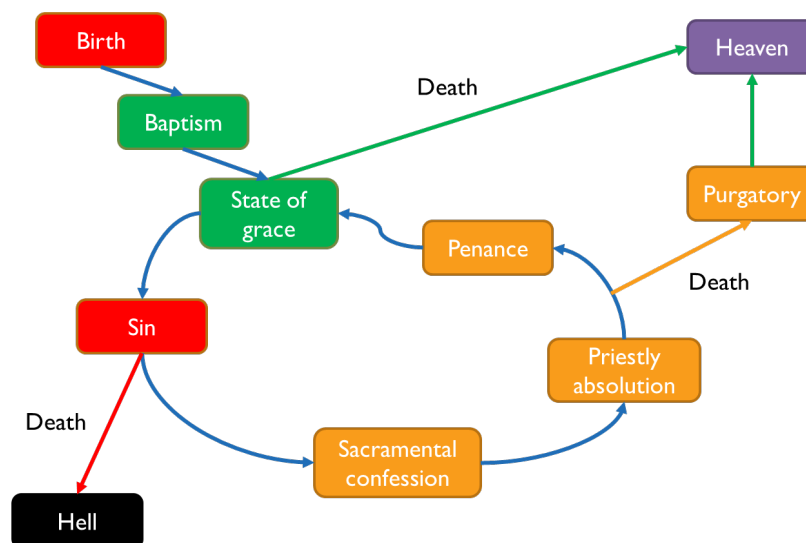 Birth
Heaven
Death
Baptism
State of
grace
Purgatory
Penance
Death
Sin
Priestly
absolution
Death
Sacramental
confession
Hell